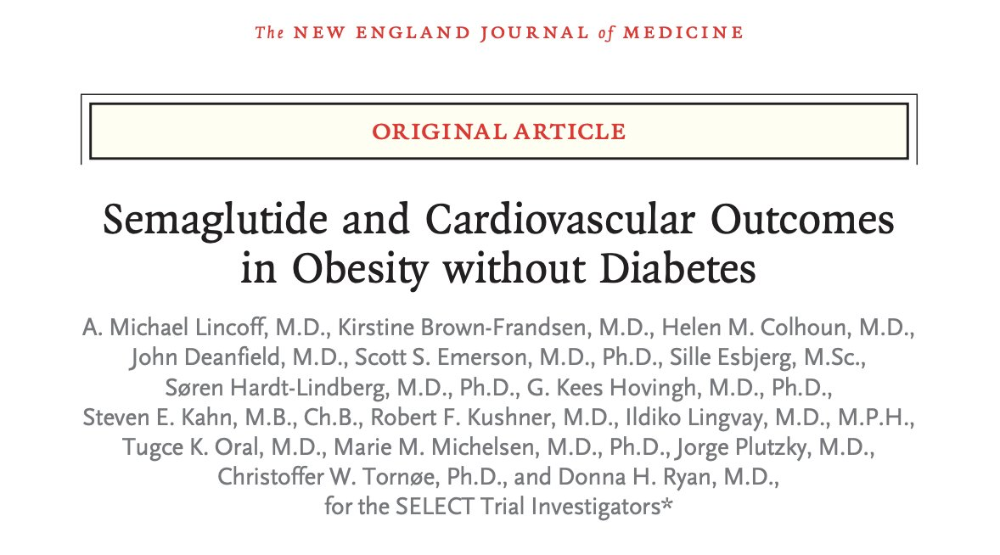 The NEW ENGLAND JOURNAL of MEDICINE
ORIGINAL ARTICLE
Semaglutide and Cardiovascular Outcomes
in Obesity without Diabetes
A. Michael Lincoff, M.D., Kirstine Brown-Frandsen, M.D., Helen M. Colhoun, M.D.,
John Deanfield, M.D., Scott S. Emerson, M.D., Ph.D., Sille Esbjerg, M.Sc.,
Søren Hardt-Lindberg, M.D., Ph.D., G. Kees Hovingh, M.D., Ph.D.,
Steven E. Kahn, M.B., Ch.B., Robert F. Kushner, M.D., Ildiko Lingvay, M.D., M.P.H.,
Tugce K. Oral, M.D., Marie M. Michelsen, M.D., Ph.D., Jorge Plutzky, M.D.,
Christoffer W. Tornøe, Ph.D., and Donna H. Ryan, M.D.,
for the SELECT Trial Investigators*